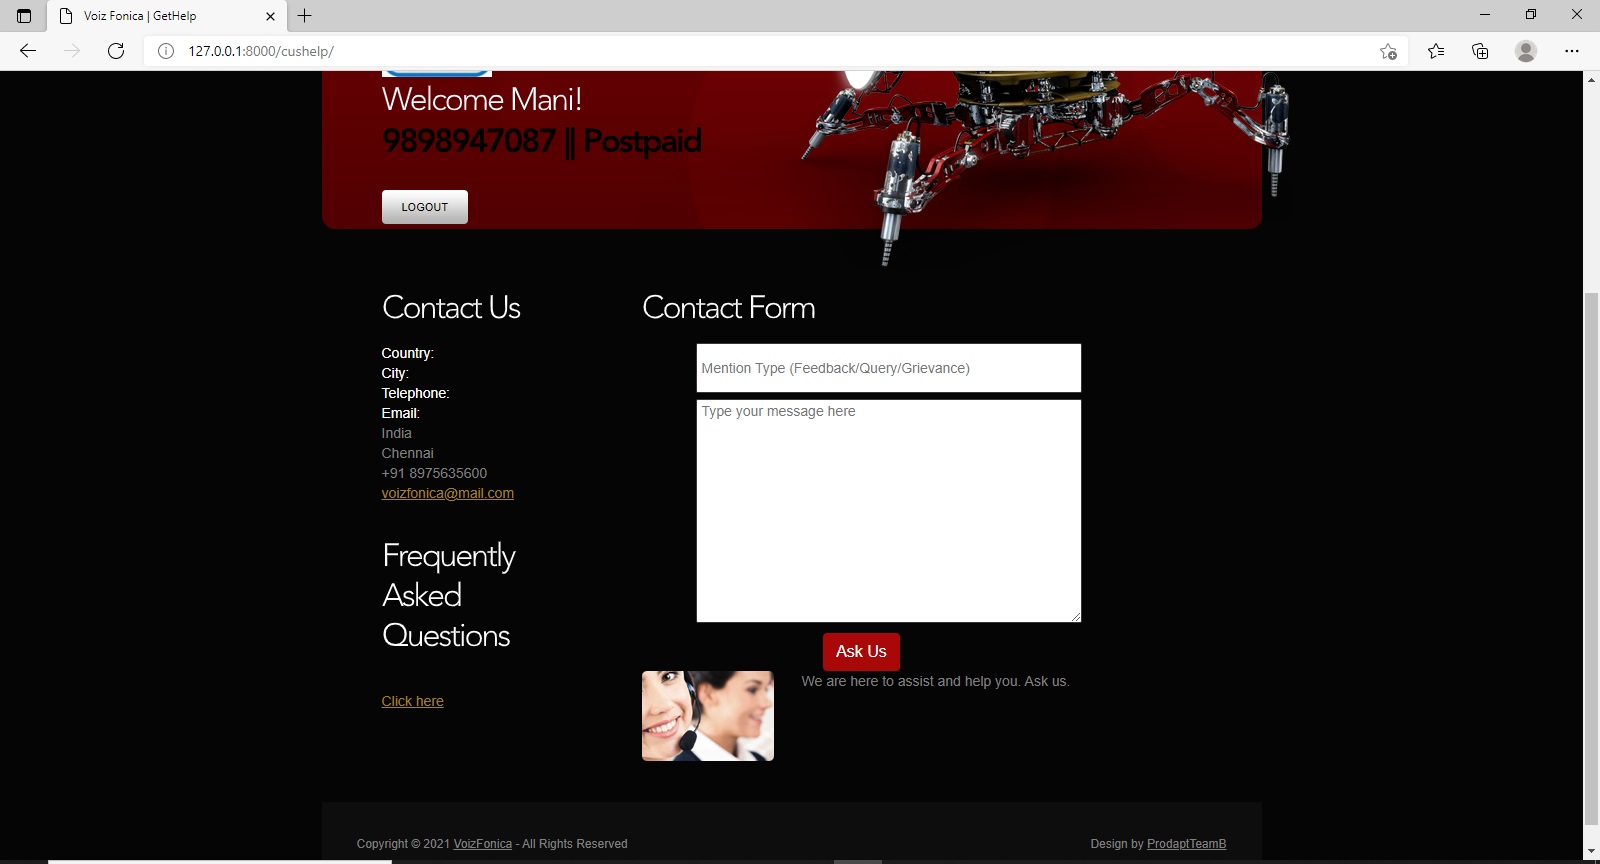 Voiz Fonica | GetHelp
127.0.0.1:8000/cushelp/
Welcome Mani!
9898947087 || Postpaid
LOGOUT
Contact Us
Country:
City:
Telephone:
Email:
India
Chennai
+91 8975635600
voizfonica@mail.com
Frequently
Asked
Questions
Click here
Contact Form
Mention Type (Feedback/Query/Grievance)
Type your message here
Ask Us
We are here to assist and help you. Ask us.
Copyright © 2021 VoizFonica - All Rights Reserved
Design by ProdaptTeamB